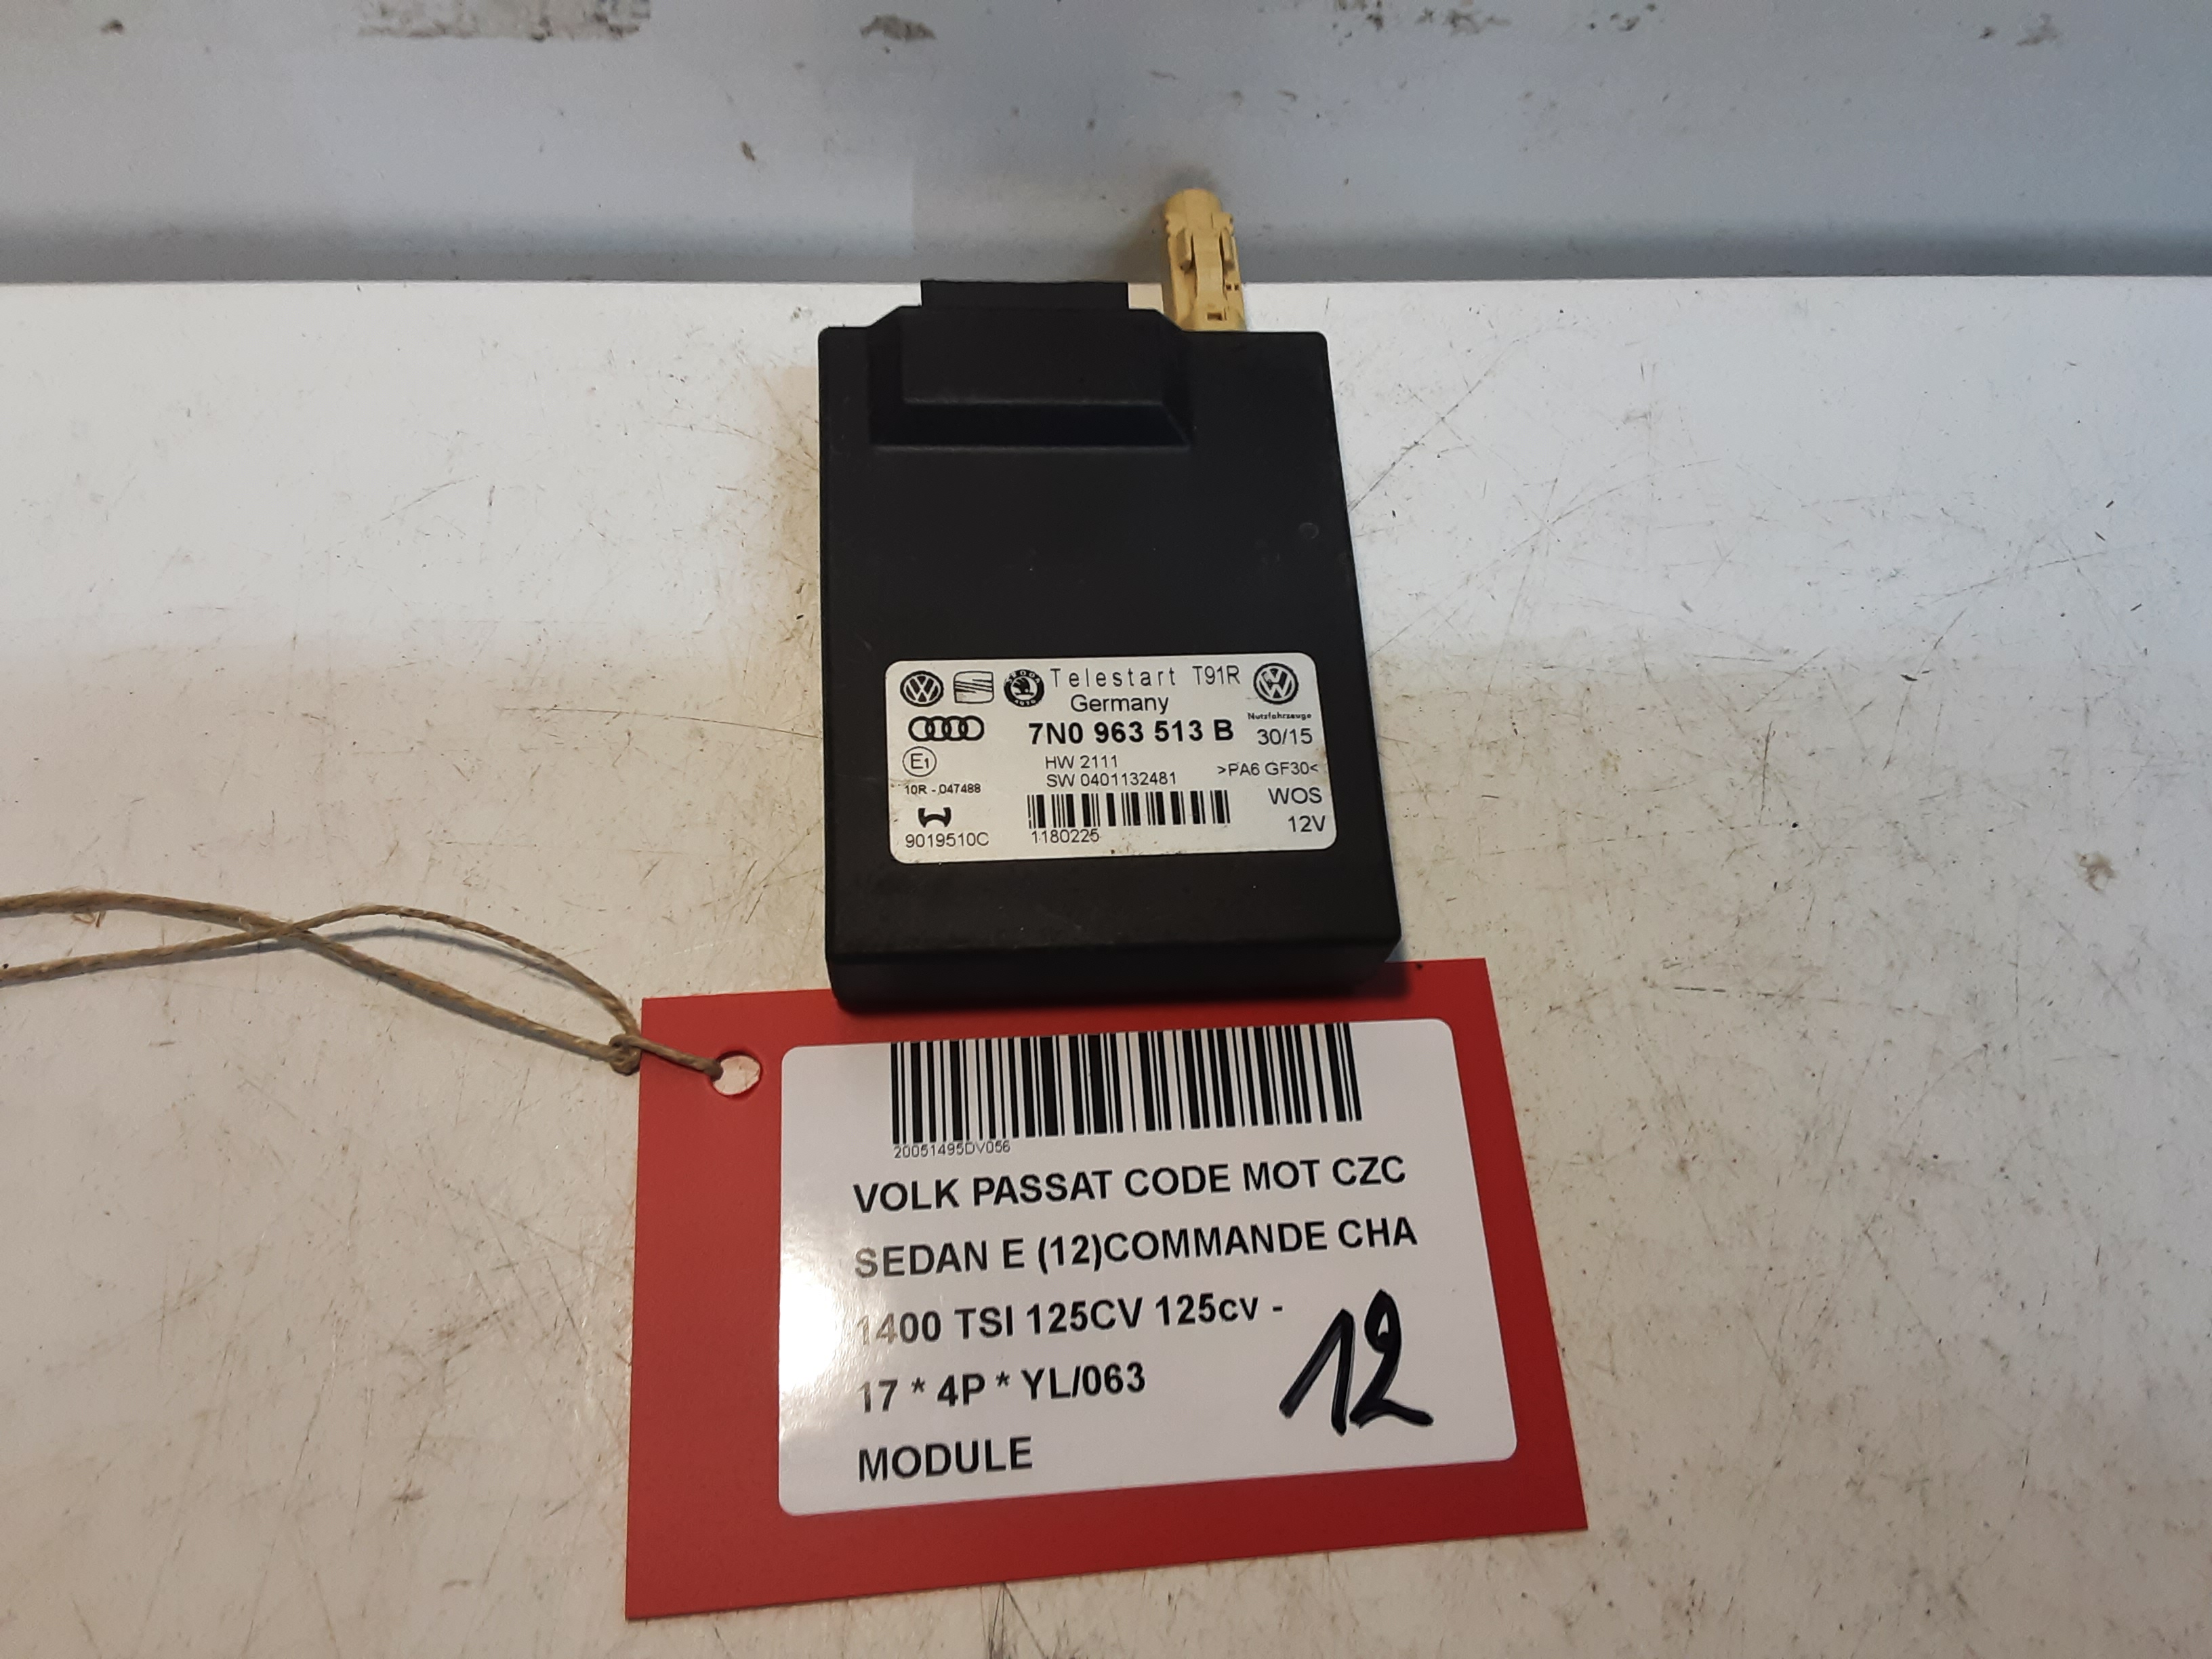 Telestart T91R
Germany
Nutzfahrzeuge
7N0 963 513 B
30/15
E1
HW 2111
SW 0401132481
>PA6 GF30<
10R - 047488
WOS
9019510C
1180225
12V
20051495DV056
VOLK PASSAT CODE MOT CZC
SEDAN E (12)COMMANDE CHA
1400 TSI 125CV 125cv -
17 * 4P * YL/063
12
MODULE